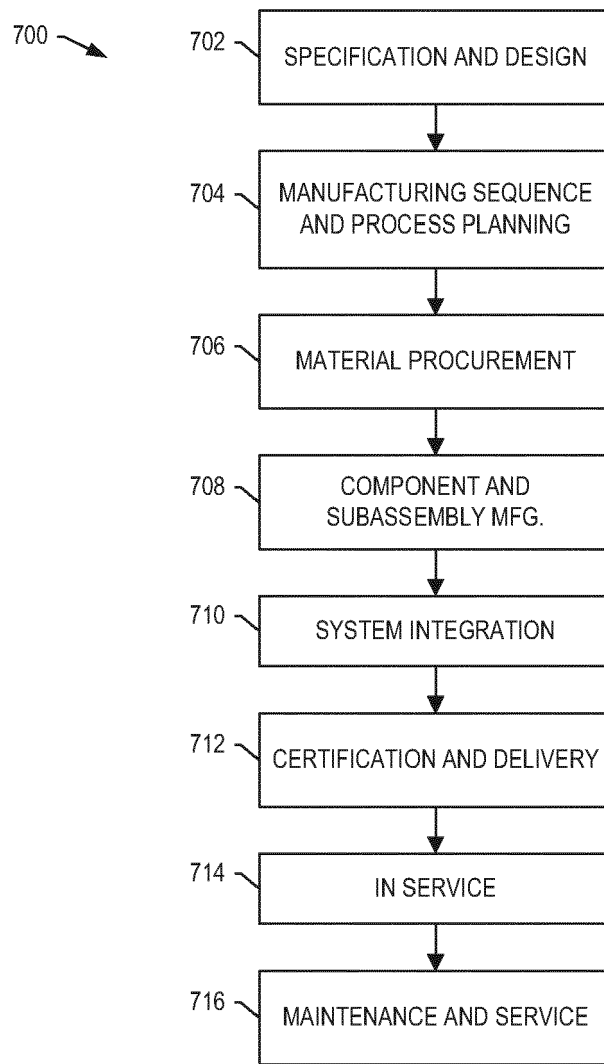 700
702
SPECIFICATION AND DESIGN
704
MANUFACTURING SEQUENCE
AND PROCESS PLANNING
706
MATERIAL PROCUREMENT
708
COMPONENT AND
SUBASSEMBLY MFG.
710
SYSTEM INTEGRATION
712
CERTIFICATION AND DELIVERY
714
IN SERVICE
716
MAINTENANCE AND SERVICE